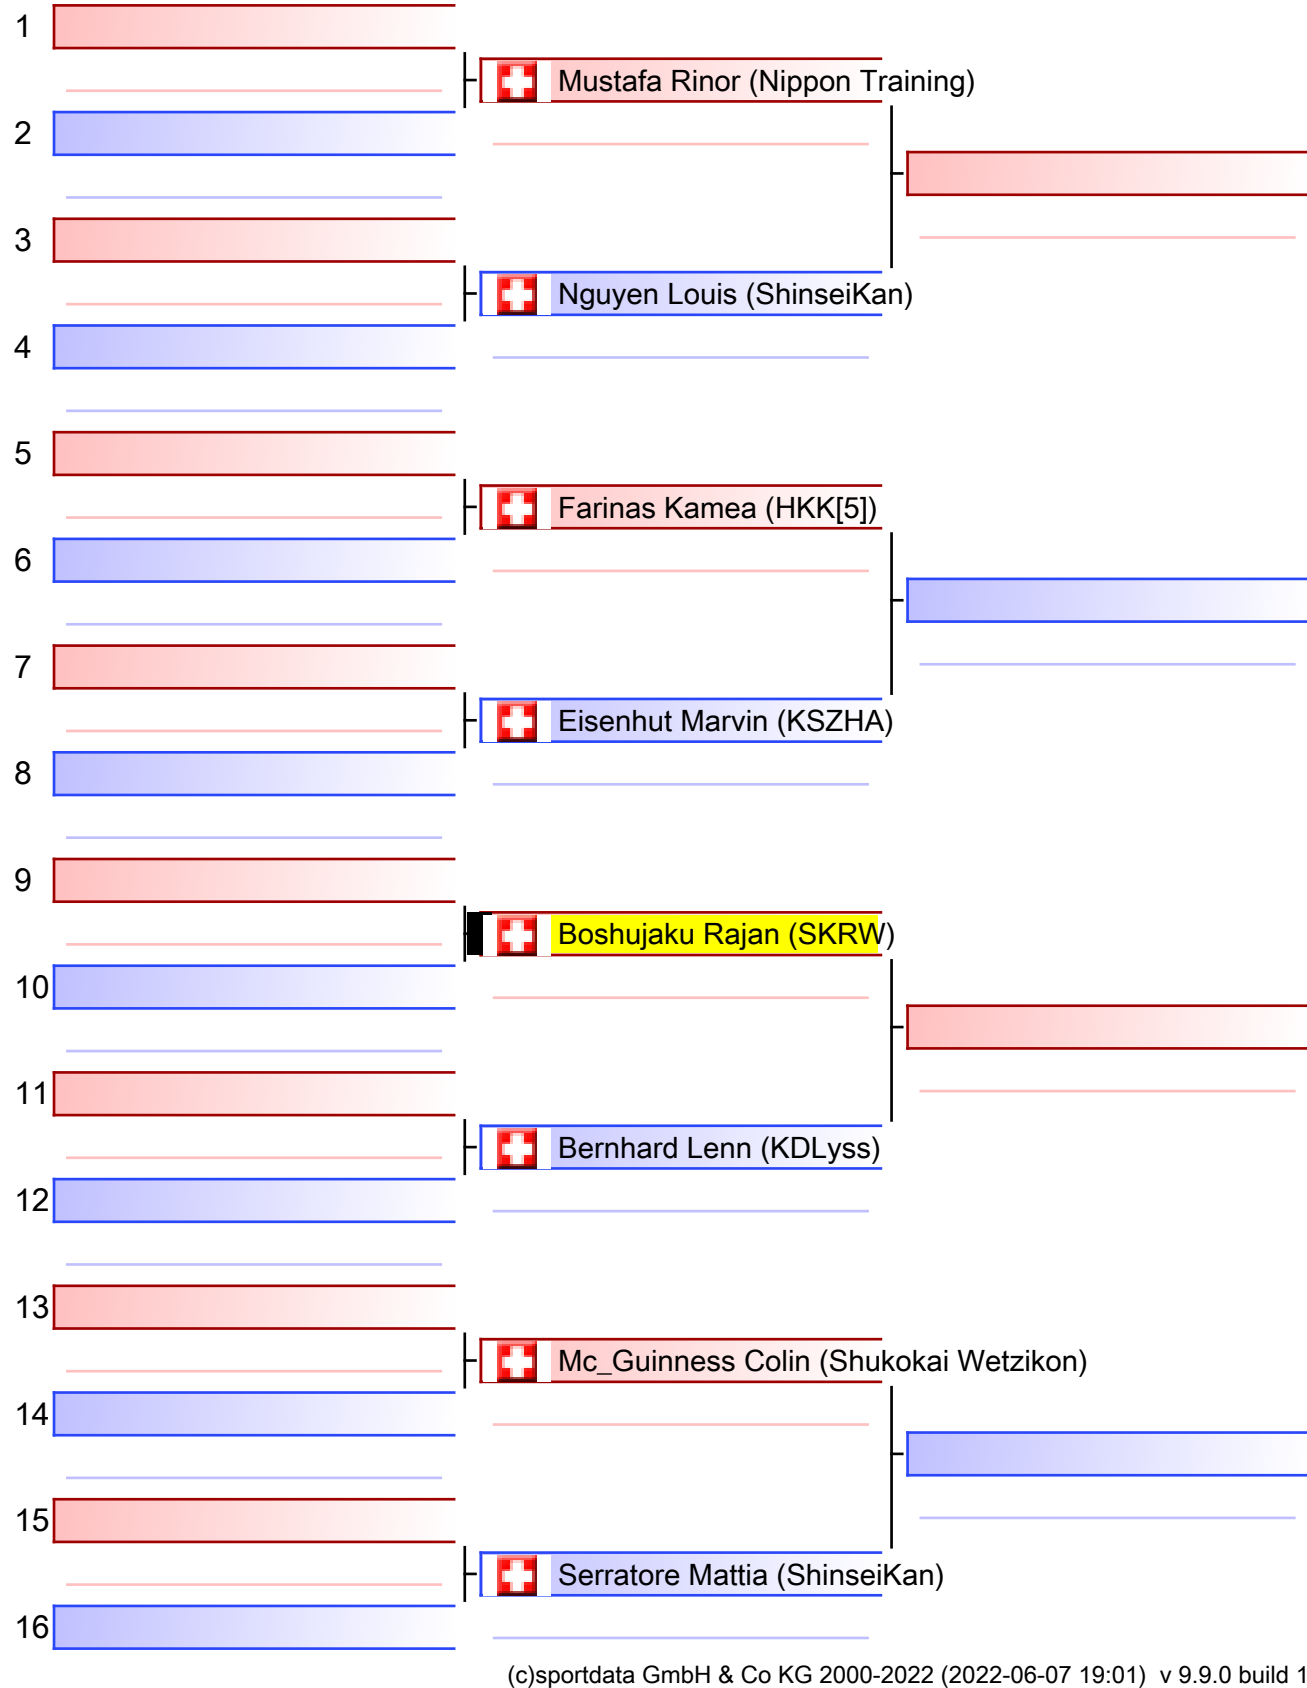 1
Mustafa Rinor (Nippon Training)
2
3
Nguyen Louis (ShinseiKan)
4
5
Farinas Kamea (HKK[5])
6
7
Eisenhut Marvin (KSZHA)
8
9
Boshujaku Rajan (SKRW)
10
11
Bernhard Lenn (KDLyss)
12
13
Mc_Guinness Colin (Shukokai Wetzikon)
14
15
Serratore Mattia (ShinseiKan)
16
(c)sportdata GmbH & Co KG 2000-2022 (2022-06-07 19:01) v 9.9.0 build 1